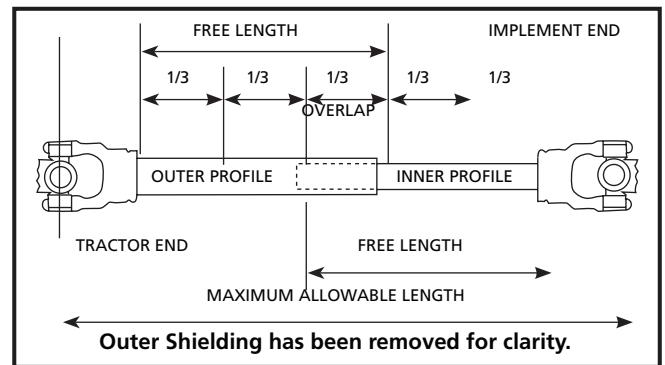 FREE LENGTH IMPLEMENT END
1/3 1/3 1/3 1/3 1/3
OVERLAP
OUTER PROFILE INNER PROFILE
TRACTOR END FREE LENGTH
MAXIMUM ALLOWABLE LENGTH
Outer Shielding has been removed for clarity.